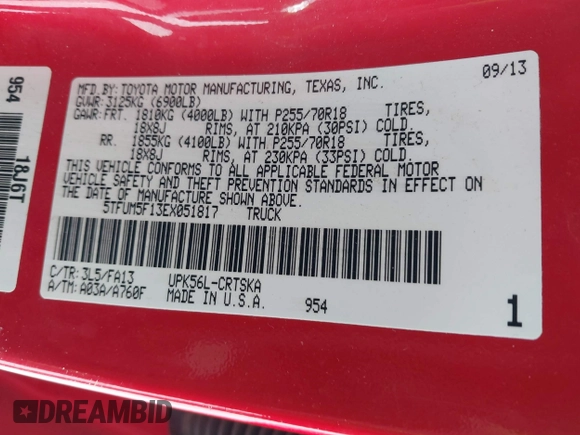 954 18J6T
MFD.BY:TOYOTA MOTOR MANUFACTURING, TEXAS, INC. 09/13
GVWR:3125KG (6900LB)
GAWR:FRT. 1810KG (4000LB) WITH P255/70R18 TIRES,
18X8J RIMS, AT 210KPA (30PSI) COLD.
RR. 1855KG (4100LB) WITH P255/70R18 TIRES,
18X8J RIMS, AT 230KPA (33PSI) COLD.
THIS VEHICLE CONFORMS TO ALL APPLICABLE FEDERAL MOTOR
VEHICLE SAFETY AND THEFT PREVENTION STANDARDS IN EFFECT ON
THE DATE OF MANUFACTURE SHOWN ABOVE.
5TFUM5F13EX051817 TRUCK
C/TR: 3L5/FA13 UPK56L-CRTSKA
A/TM: A03A/A760F MADE IN U.S.A. 954 1
DREAMBID